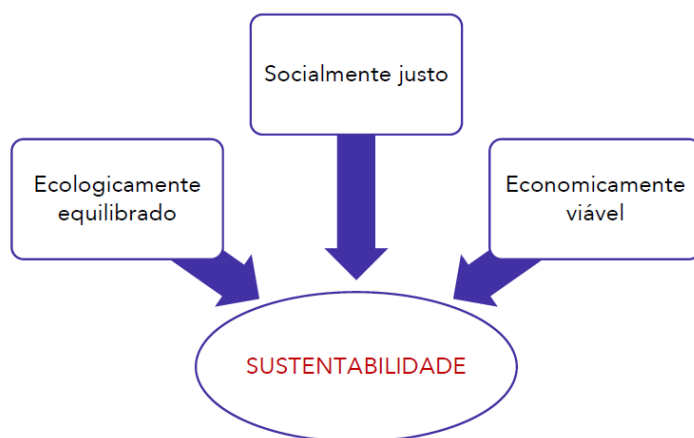 Socialmente justo
Ecologicamente
equilibrado
Economicamente
viável
SUSTENTABILIDADE